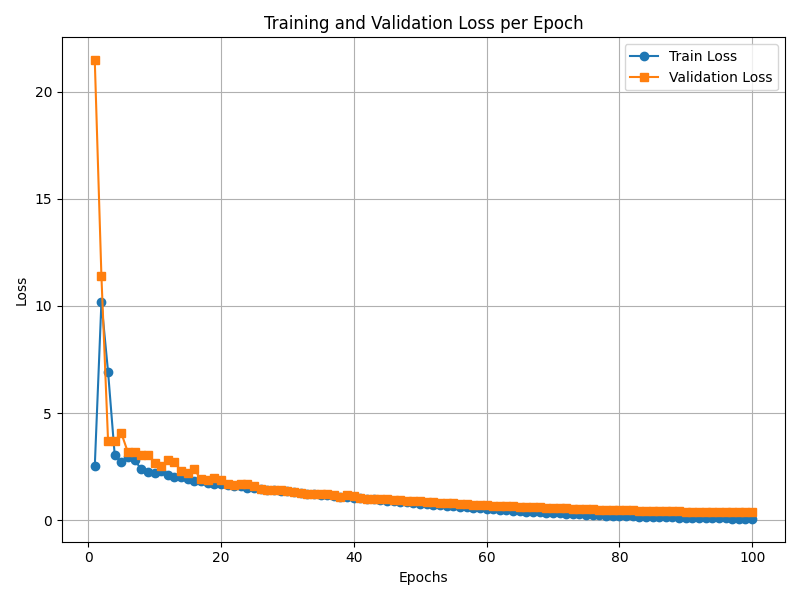 Training and Validation Loss per Epoch
Train Loss
Validation Loss
20
15
10
5
0
Loss
0 20 40 60 80 100
Epochs